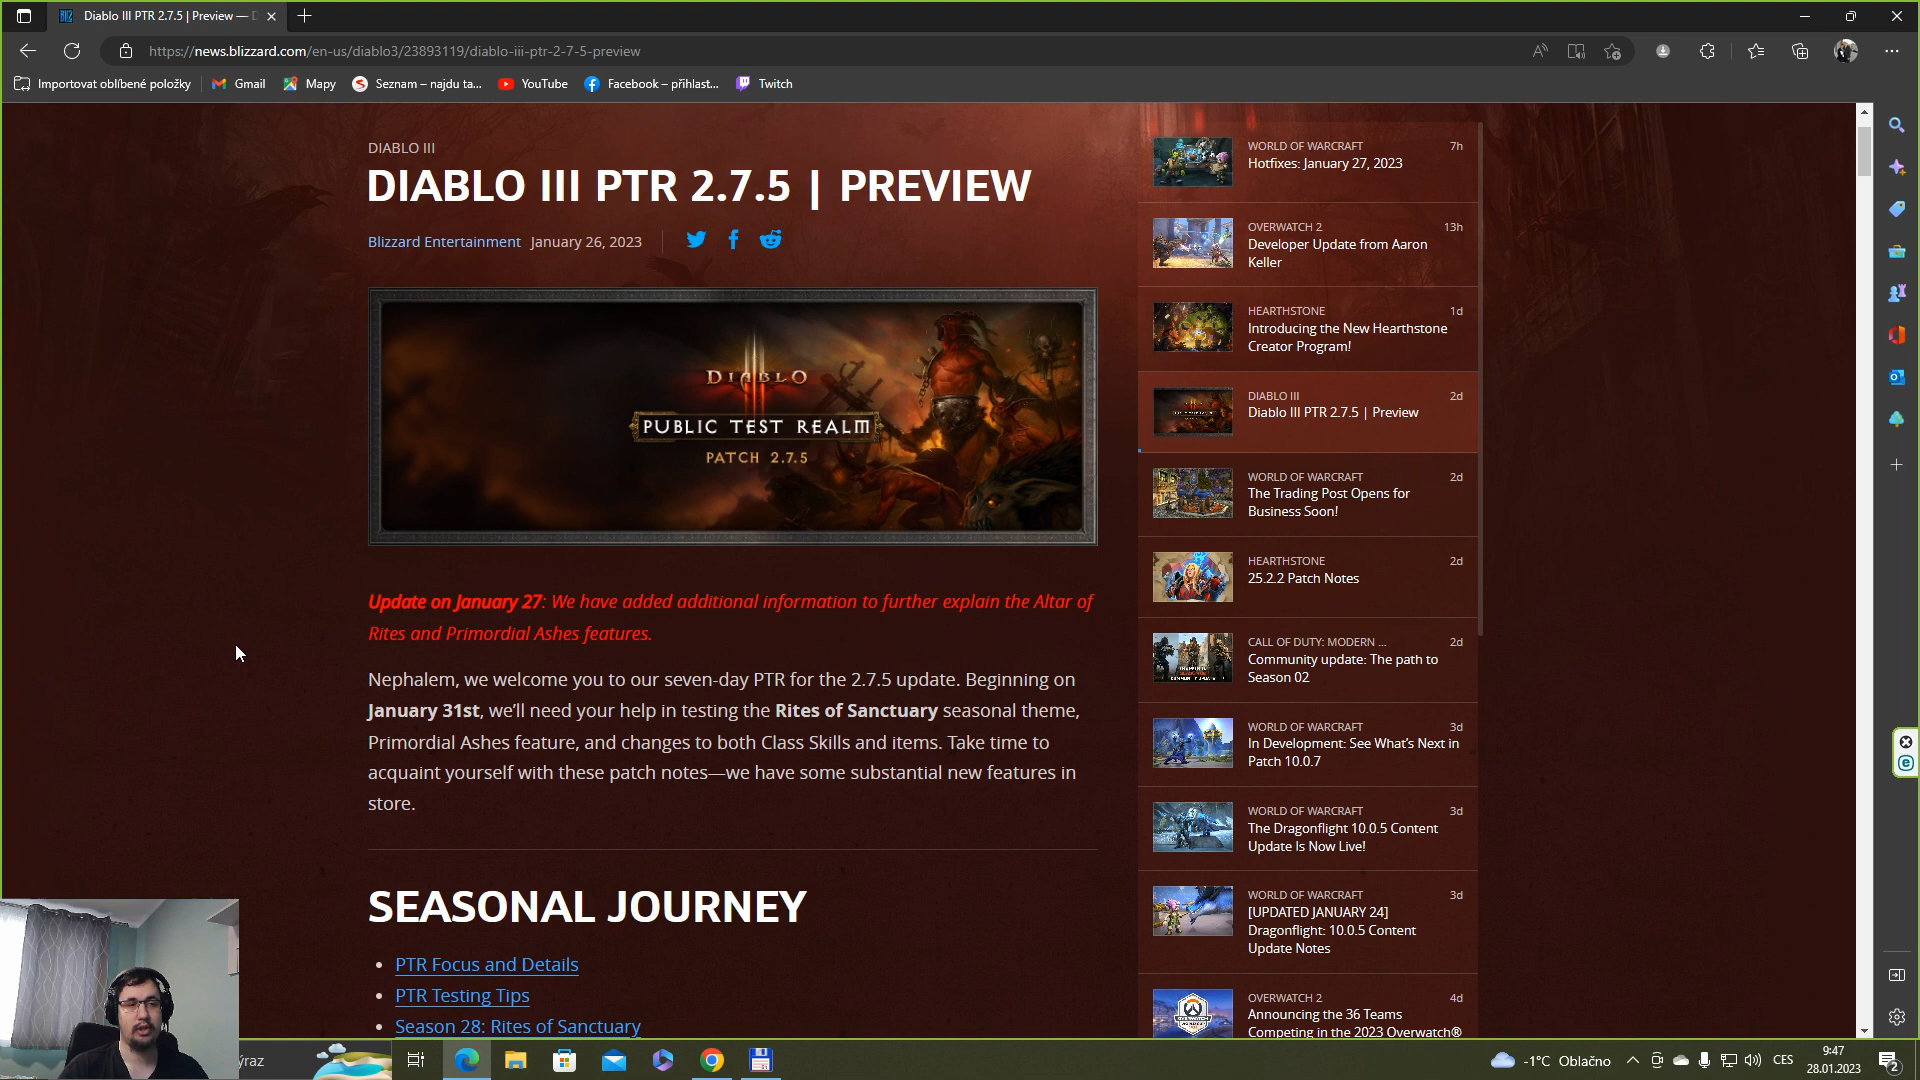 Diablo III PTR 2.7.5 | Preview —
https://news.blizzard.com/en-us/diablo3/23893119/diablo-iii-ptr-2-7-5-preview
Importovat oblíbené položky
Gmail
Mapy
Seznam – najdu ta...
YouTube
Facebook – přihlast...
Twitch
DIABLO III
DIABLO III PTR 2.7.5 | PREVIEW
Blizzard Entertainment January 26, 2023
DIABLO
PUBLIC TEST REALM
PATCH 2.7.5
Update on January 27: We have added additional information to further explain the Altar of
Rites and Primordial Ashes features.
Nephalem, we welcome you to our seven-day PTR for the 2.7.5 update. Beginning on
January 31st, we’ll need your help in testing the Rites of Sanctuary seasonal theme,
Primordial Ashes feature, and changes to both Class Skills and items. Take time to
acquaint yourself with these patch notes—we have some substantial new features in
store.
SEASONAL JOURNEY
• PTR Focus and Details
• PTR Testing Tips
• Season 28: Rites of Sanctuary
WORLD OF WARCRAFT 7h
Hotfixes: January 27, 2023
OVERWATCH 2 13h
Developer Update from Aaron
Keller
HEARTHSTONE 1d
Introducing the New Hearthstone
Creator Program!
DIABLO III 2d
Diablo III PTR 2.7.5 | Preview
WORLD OF WARCRAFT 2d
The Trading Post Opens for
Business Soon!
HEARTHSTONE 2d
25.2.2 Patch Notes
CALL OF DUTY: MODERN ... 2d
Community update: The path to
Season 02
WORLD OF WARCRAFT 3d
In Development: See What’s Next in
Patch 10.0.7
WORLD OF WARCRAFT 3d
The Dragonflight 10.0.5 Content
Update Is Now Live!
WORLD OF WARCRAFT 3d
[UPDATED JANUARY 24]
Dragonflight: 10.0.5 Content
Update Notes
OVERWATCH 2 4d
Announcing the 36 Teams
Competing in the 2023 Overwatch®
ýraz
-1°C Oblačno
CES
9:47
28.01.2023
2